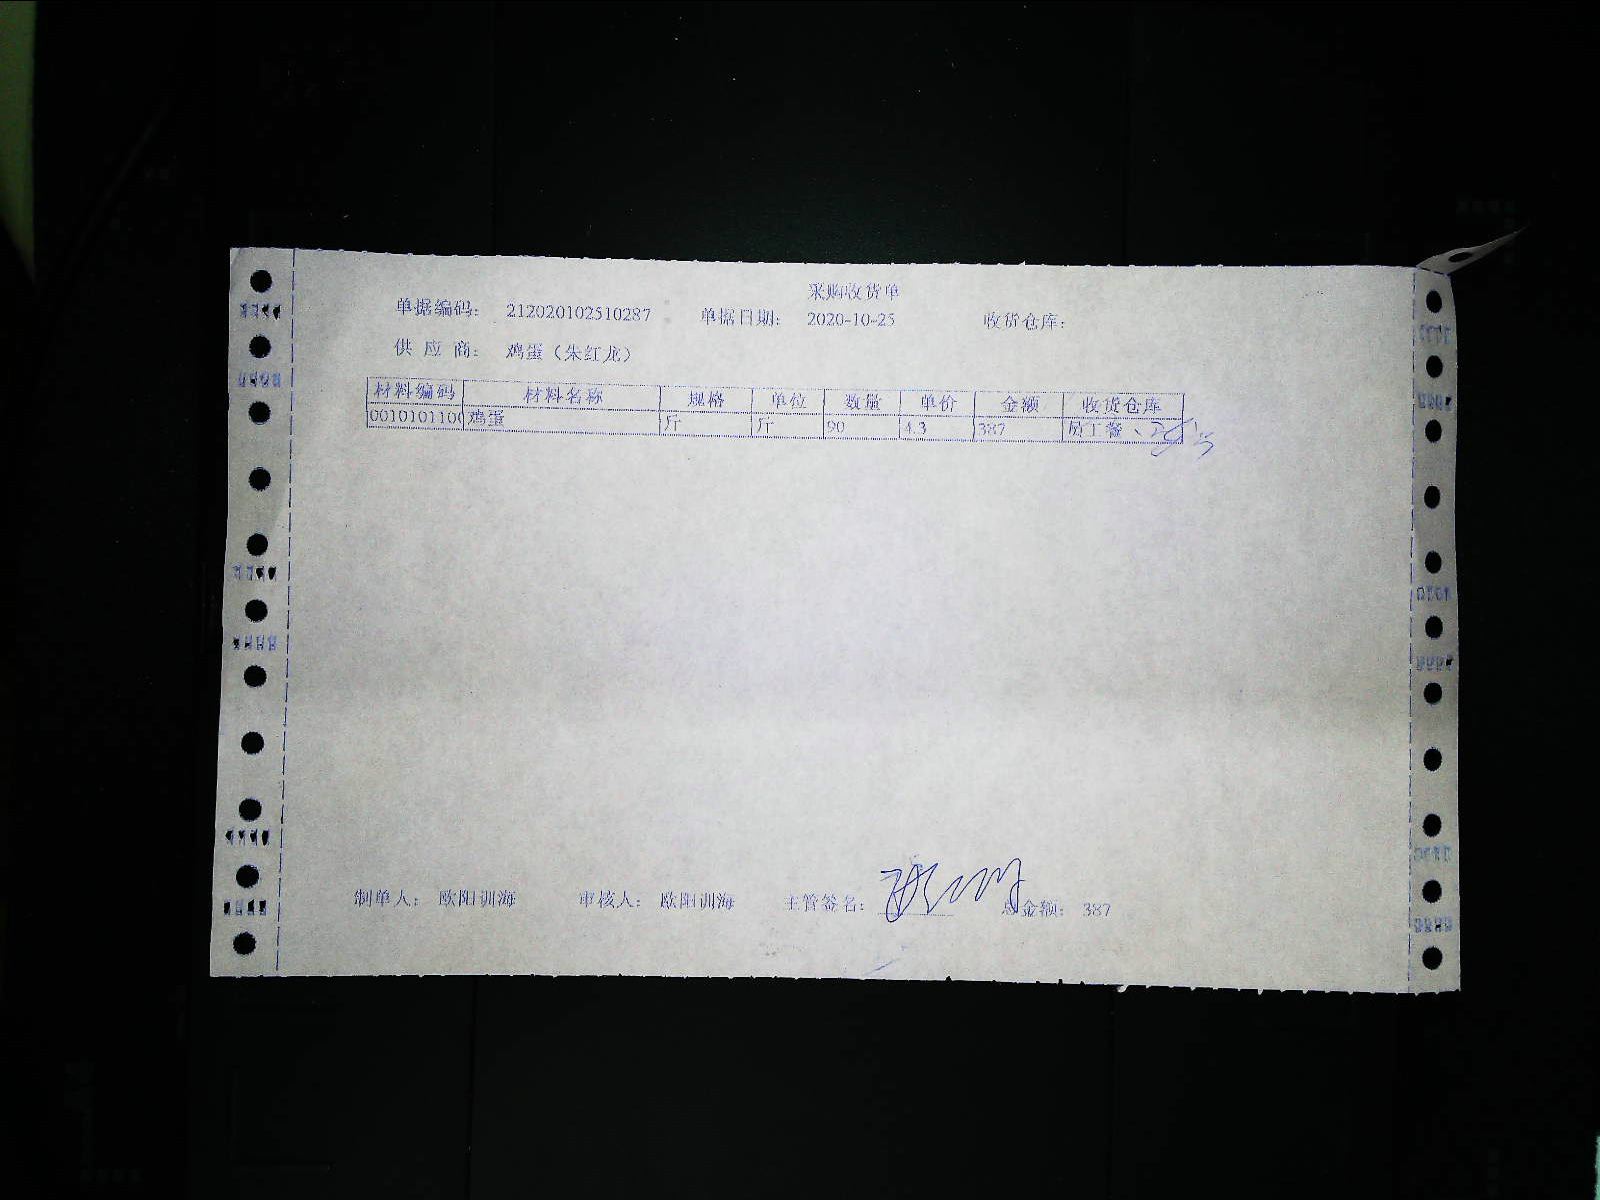 采购收货单
单据编码： 212020102510287 单据日期： 2020-10-25 收货仓库：
供 应 商： 鸡蛋（朱红龙）
材料编码 材料名称 规格 单位 数量 单价 金额 收货仓库
0010101100 鸡蛋 斤 斤 90 4.3 387 员工餐
制单人： 欧阳训海 审核人： 欧阳训海 主管签名： 总金额： 387